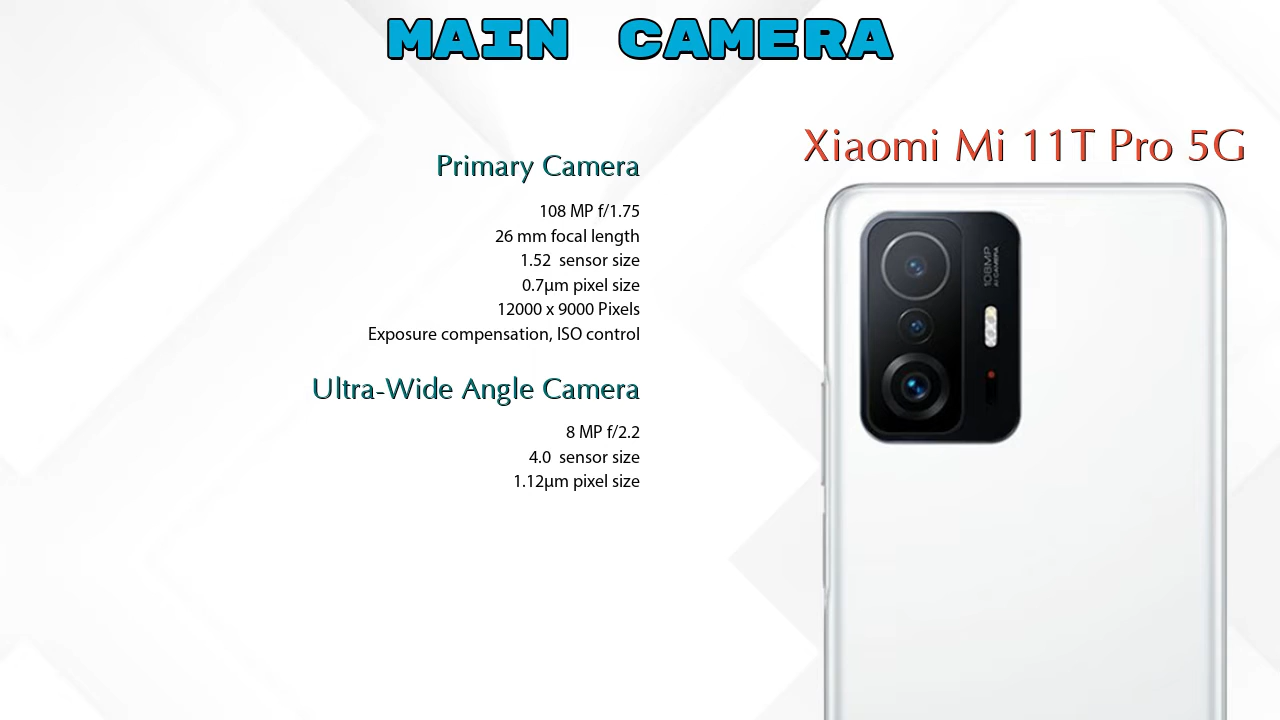 MAIN CAMERA
Xiaomi Mi 11T Pro 5G
Primary Camera
108 MP f/1.75
26 mm focal length
1.52 sensor size
0.7µm pixel size
12000 x 9000 Pixels
Exposure compensation, ISO control
Ultra-Wide Angle Camera
8 MP f/2.2
4.0 sensor size
1.12µm pixel size
108MP
AI CAMERA